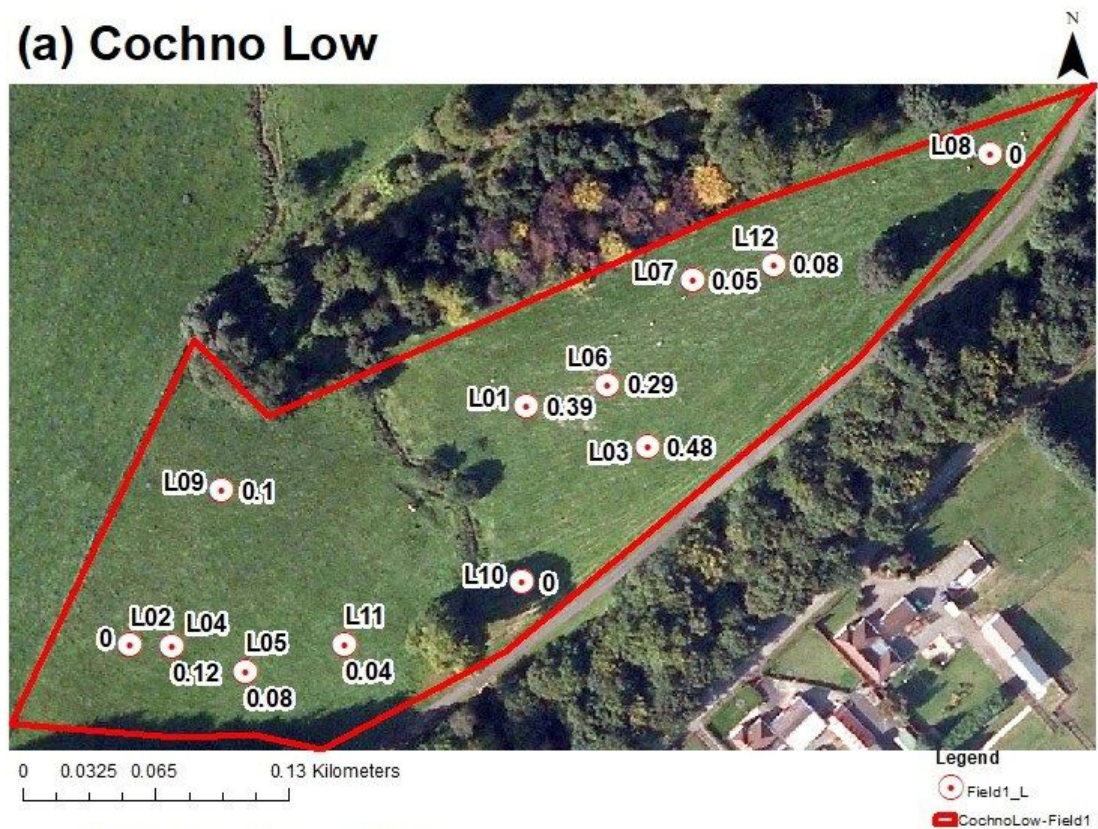 (a) Cochno Low
N
L08 0
L12
0.08
L07 0.05
L06
0.29
L01 0.39
L03 0.48
L09 0.1
L10 0
0 L02 L04
0.12
L05
0.08
L11
0.04
0 0.0325 0.065 0.13 Kilometers
Legend
Field1_L
CochnoLow-Field1